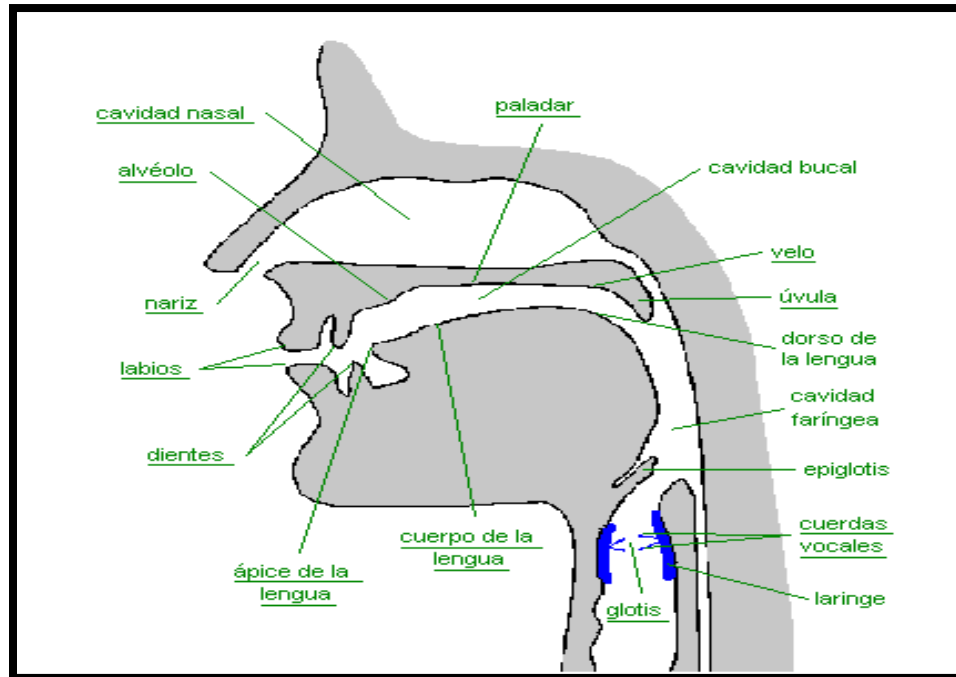 cavidad nasal
paladar
alvéolo
cavidad bucal
velo
nariz
úvula
labios
dorso de
la lengua
cavidad
faríngea
dientes
epiglotis
cuerpo de la
lengua
cuerdas
vocales
ápice de la
lengua
glotis
laringe